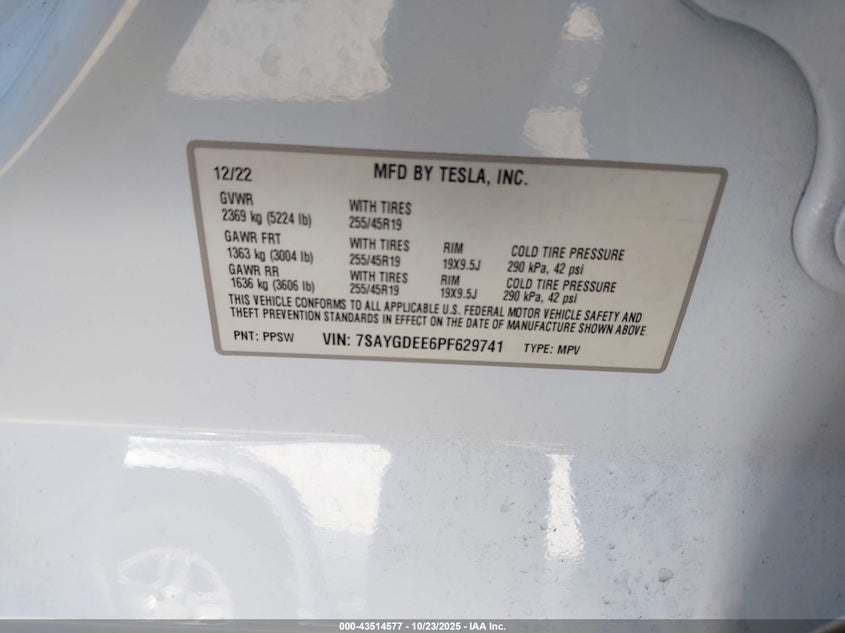 12/22 MFD BY TESLA, INC.
GVWR
2369 kg (5224 lb)
WITH TIRES
255/45R19
GAWR FRT
1363 kg (3004 lb)
WITH TIRES
255/45R19
RIM
19X9.5J
COLD TIRE PRESSURE
290 kPa, 42 psi
GAWR RR
1636 kg (3606 lb)
WITH TIRES
255/45R19
RIM
19X9.5J
COLD TIRE PRESSURE
290 kPa, 42 psi
THIS VEHICLE CONFORMS TO ALL APPLICABLE U.S. FEDERAL MOTOR VEHICLE SAFETY AND
THEFT PREVENTION STANDARDS IN EFFECT ON THE DATE OF MANUFACTURE SHOWN ABOVE.
PNT: PPSW VIN: 7SAYGDEE6PF629741 TYPE: MPV
000-43514577 - 10/23/2025 - IAA Inc.